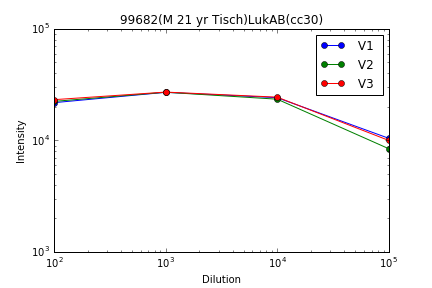 99682(M 21 yr Tisch)LukAB(cc30)
10^5
V1
V2
V3
Intensity
10^4
10^3
10^2
10^3
10^4
10^5
Dilution